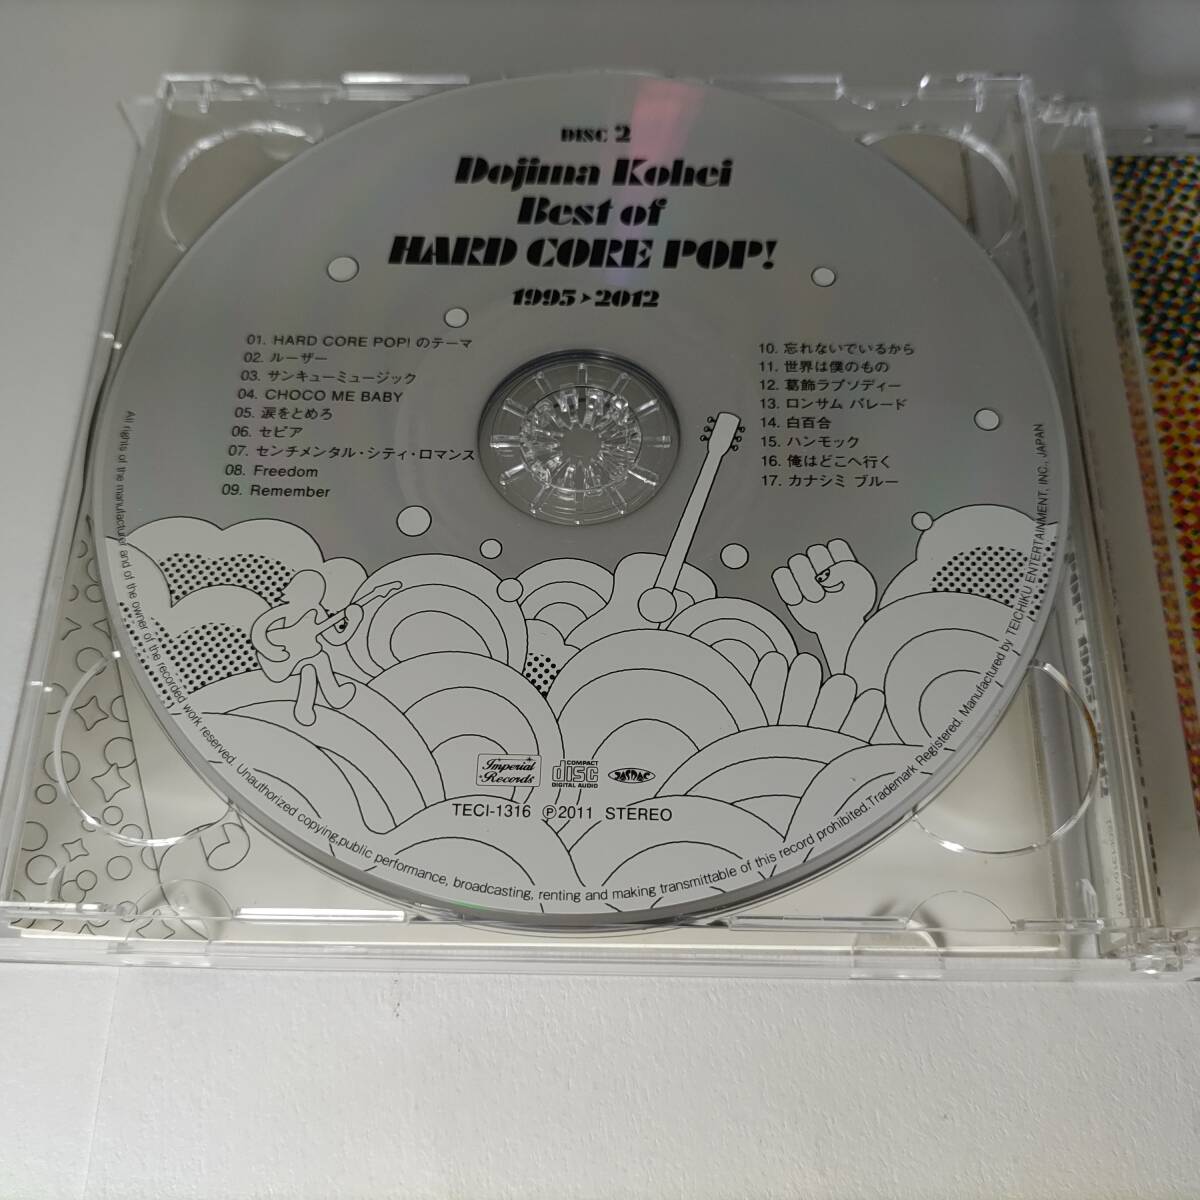 DISC 2
Dojima Kohei
Best of
HARD CORE POP!
1995➤2012
01. HARD CORE POP! のテーマ
02. ルーザー
03. サンキューミュージック
04. CHOCO ME BABY
05. 涙をとめろ
06. セピア
07. センチメンタル・シティ・ロマンス
08. Freedom
09. Remember
10. 忘れないでいるから
11. 世界は僕のもの
12. 葛飾ラプソディー
13. ロンサム パレード
14. 白百合
15. ハンモック
16. 俺はどこへ行く
17. カナシミ ブルー
Imperial
Records
COMPACT
disc
DIGITAL AUDIO
JASRAC
TECI-1316 ℗2011 STEREO
All rights of the manufacturer and of the owner of the recorded work reserved. Unauthorized copying,public performance, broadcasting, renting and making transmittable of this record prohibited.Trademark Registered. Manufactured by TEICHIKU ENTERTAINMENT, INC., JAPAN